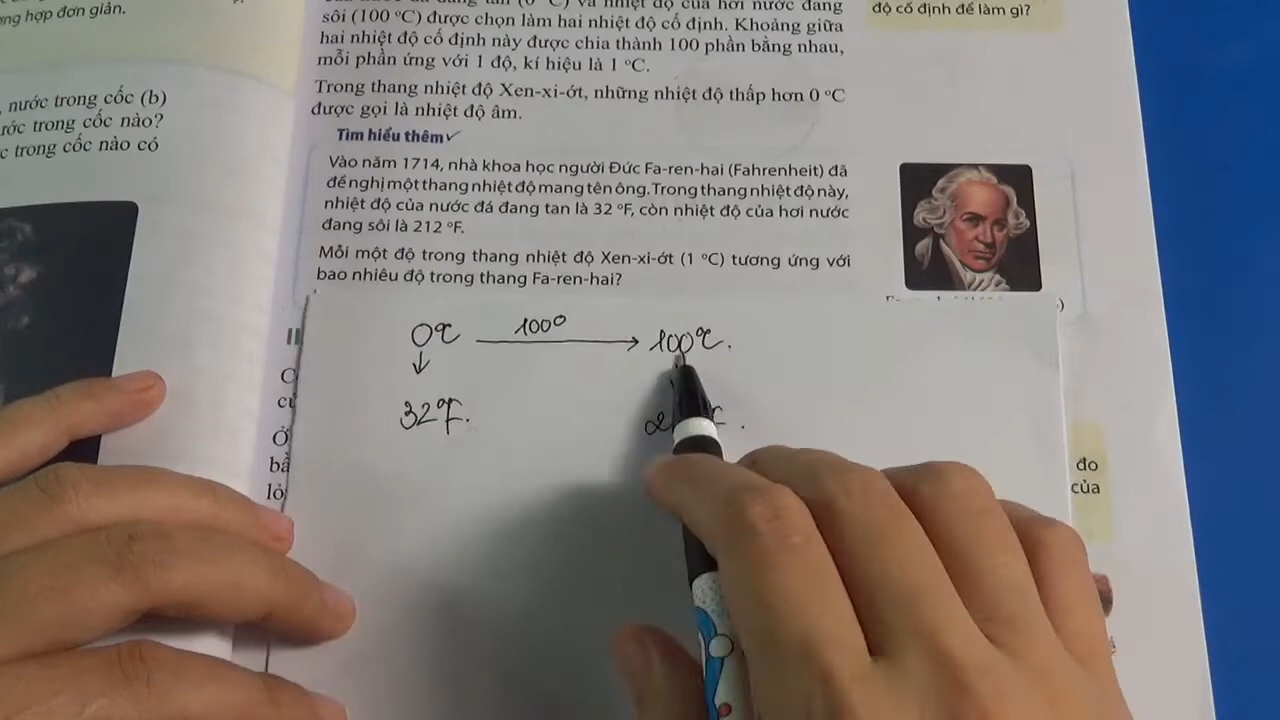 ợng hợp đơn giản.
nước trong cốc (b)
ước trong cốc nào?
c trong cốc nào có
sôi (100 °C) được chọn làm hai nhiệt độ cố định. Khoảng giữa
hai nhiệt độ cố định này được chia thành 100 phần bằng nhau,
mỗi phần ứng với 1 độ, kí hiệu là 1 °C.
Trong thang nhiệt độ Xen-xi-ớt, những nhiệt độ thấp hơn 0 °C
được gọi là nhiệt độ âm.
độ cố định để làm gì?
Tìm hiểu thêm
Vào năm 1714, nhà khoa học người Đức Fa-ren-hai (Fahrenheit) đã
đề nghị một thang nhiệt độ mang tên ông. Trong thang nhiệt độ này,
nhiệt độ của nước đá đang tan là 32 °F, còn nhiệt độ của hơi nước
đang sôi là 212 °F.
Mỗi một độ trong thang nhiệt độ Xen-xi-ớt (1 °C) tương ứng với
bao nhiêu độ trong thang Fa-ren-hai?
0°C 100° 100°C.
32°F.
Ở
bầ
lỏ
đo
của